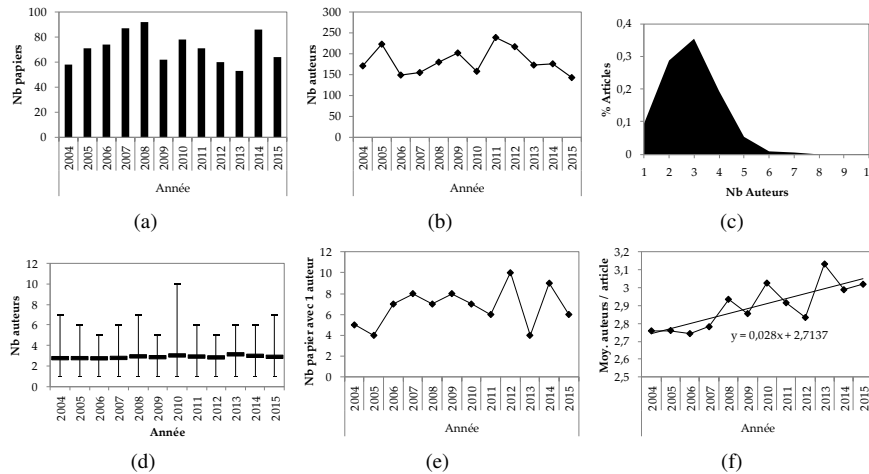 Nb papiers
100
80
60
40
20
0
2004 2005 2006 2007 2008 2009 2010 2011 2012 2013 2014 2015
Année
(a)
Nb auteurs
300
250
200
150
100
50
0
2004 2005 2006 2007 2008 2009 2010 2011 2012 2013 2014 2015
Année
(b)
% Articles
0,4
0,3
0,2
0,1
0
1 2 3 4 5 6 7 8 9 1
Nb Auteurs
(c)
Nb auteurs
12
10
8
6
4
2
0
2004 2005 2006 2007 2008 2009 2010 2011 2012 2013 2014 2015
Année
(d)
Nb papier avec 1 auteur
12
10
8
6
4
2
0
2004 2005 2006 2007 2008 2009 2010 2011 2012 2013 2014 2015
Année
(e)
Moy. auteurs / article
3,2
3,1
3
2,9
2,8
2,7
2,6
2,5
y = 0,028x + 2,7137
2004 2005 2006 2007 2008 2009 2010 2011 2012 2013 2014 2015
Année
(f)